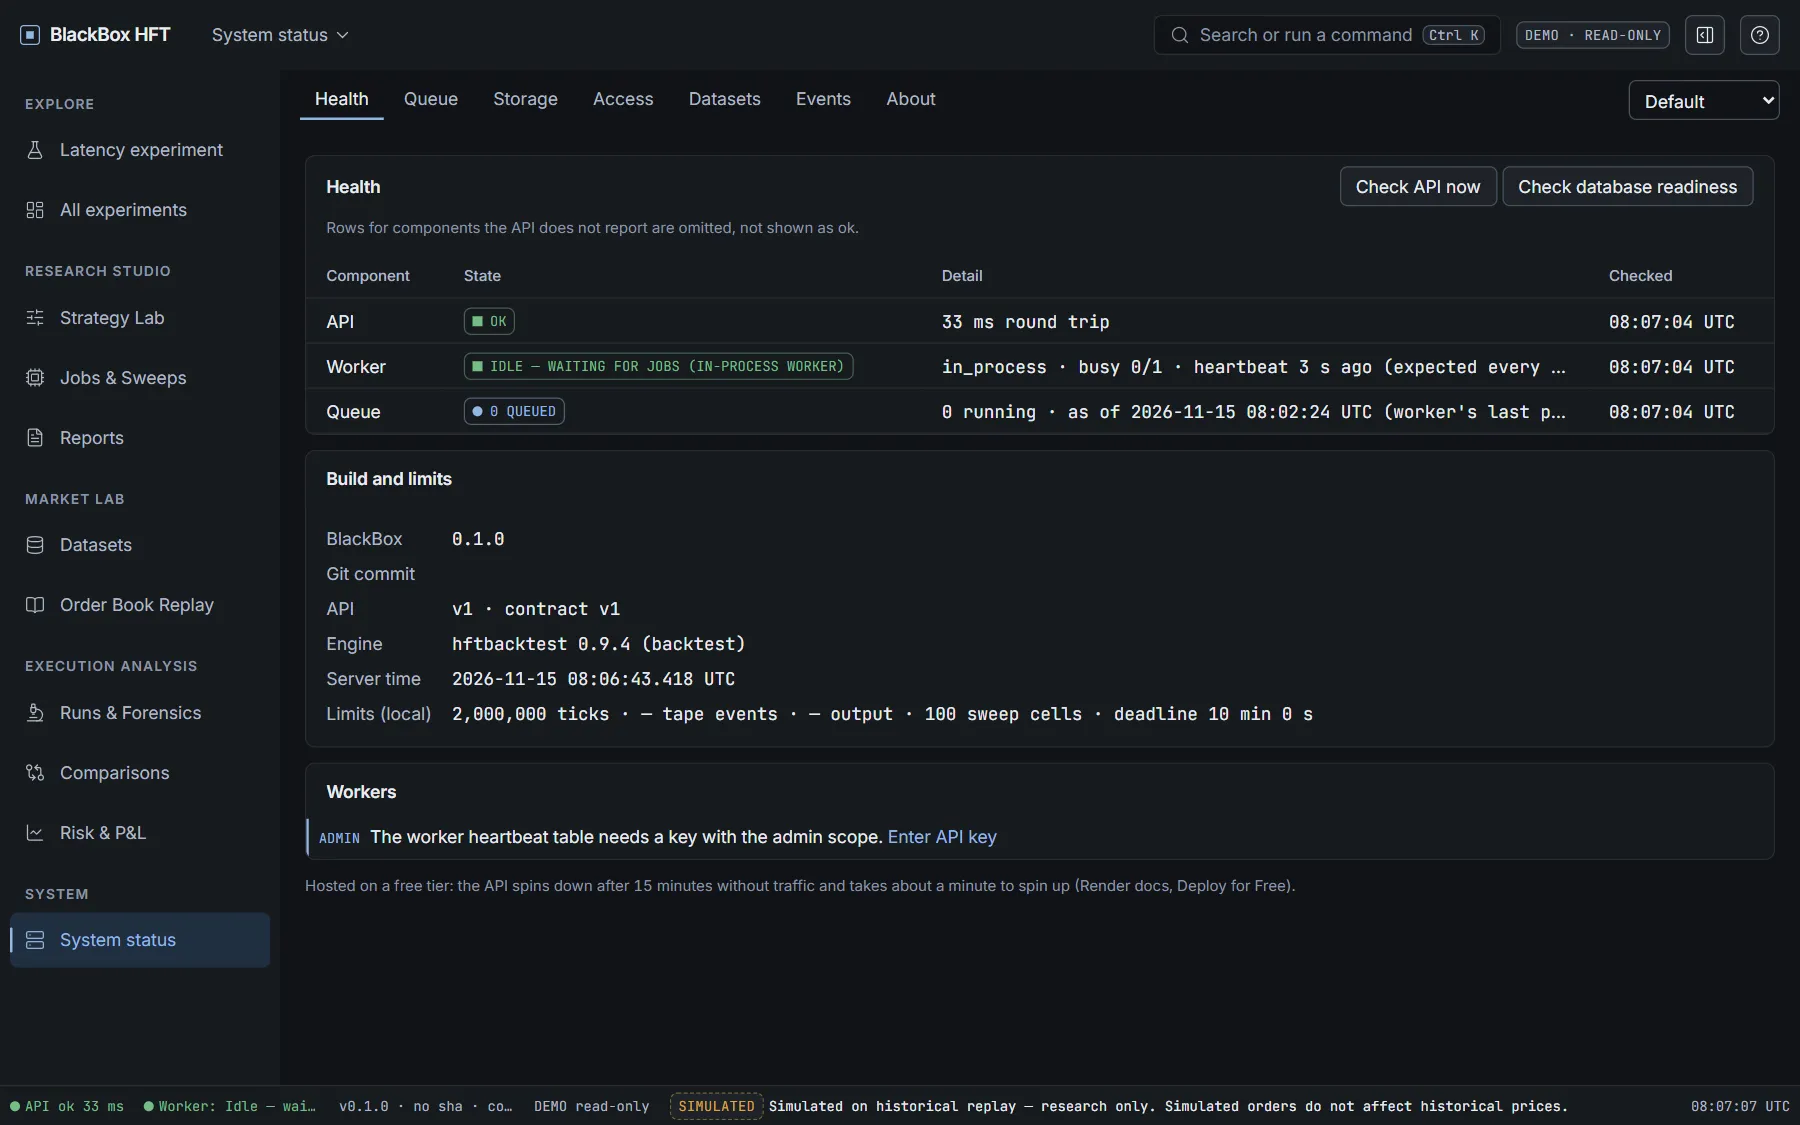 BlackBox HFT
System status
Search or run a command Ctrl K
DEMO · READ-ONLY
EXPLORE
Latency experiment
All experiments
RESEARCH STUDIO
Strategy Lab
Jobs & Sweeps
Reports
MARKET LAB
Datasets
Order Book Replay
EXECUTION ANALYSIS
Runs & Forensics
Comparisons
Risk & P&L
SYSTEM
System status
Health Queue Storage Access Datasets Events About
Default
Health
Check API now
Check database readiness
Rows for components the API does not report are omitted, not shown as ok.
Component State Detail Checked
API OK 33 ms round trip 08:07:04 UTC
Worker IDLE — WAITING FOR JOBS (IN-PROCESS WORKER) in_process · busy 0/1 · heartbeat 3 s ago (expected every ... 08:07:04 UTC
Queue 0 QUEUED 0 running · as of 2026-11-15 08:02:24 UTC (worker's last p... 08:07:04 UTC
Build and limits
BlackBox 0.1.0
Git commit
API v1 · contract v1
Engine hftbacktest 0.9.4 (backtest)
Server time 2026-11-15 08:06:43.418 UTC
Limits (local) 2,000,000 ticks · — tape events · — output · 100 sweep cells · deadline 10 min 0 s
Workers
ADMIN The worker heartbeat table needs a key with the admin scope. Enter API key
Hosted on a free tier: the API spins down after 15 minutes without traffic and takes about a minute to spin up (Render docs, Deploy for Free).
API ok 33 ms Worker: Idle — wai… v0.1.0 · no sha · co… DEMO read-only SIMULATED Simulated on historical replay — research only. Simulated orders do not affect historical prices. 08:07:07 UTC